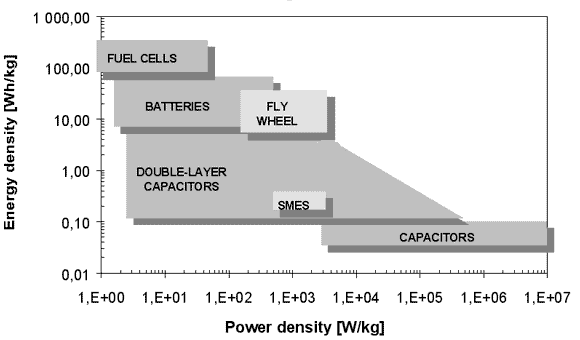 Energy density [Wh/kg]
1 000,00
100,00
10,00
1,00
0,10
0,01
FUEL CELLS
BATTERIES
FLY
WHEEL
DOUBLE-LAYER
CAPACITORS
SMES
CAPACITORS
1,E+00 1,E+01 1,E+02 1,E+03 1,E+04 1,E+05 1,E+06 1,E+07
Power density [W/kg]